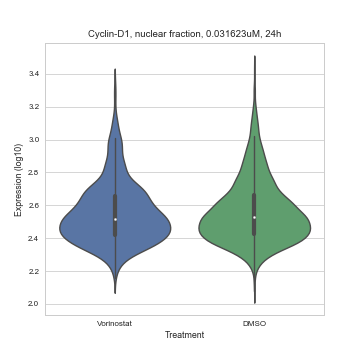 Cyclin-D1, nuclear fraction, 0.031623uM, 24h
3.4
3.2
3.0
2.8
2.6
2.4
2.2
2.0
Expression (log10)
Vorinostat
DMSO
Treatment